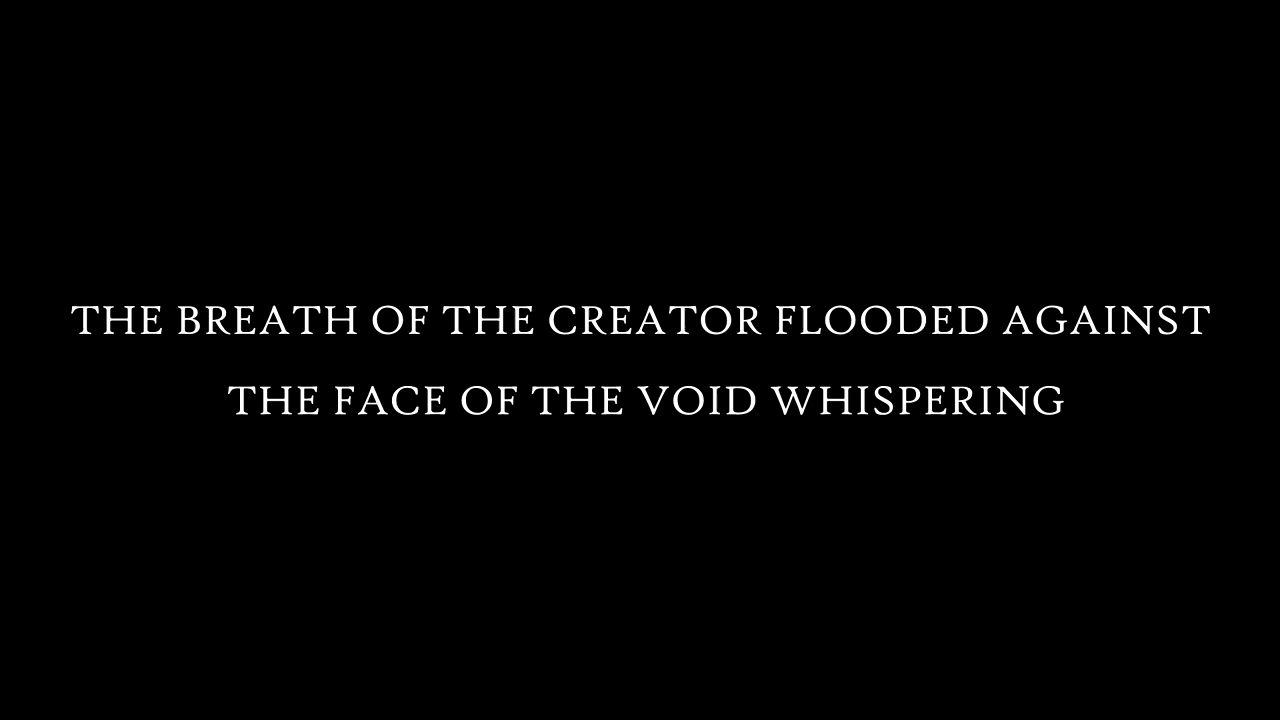 THE BREATH OF THE CREATOR FLOODED AGAINST
THE FACE OF THE VOID WHISPERING